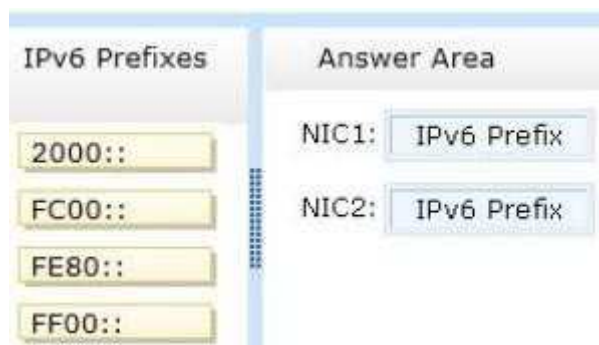 IPv6 Prefixes
2000::
FC00::
FE80::
FF00::
Answer Area
NIC1: IPv6 Prefix
NIC2: IPv6 Prefix